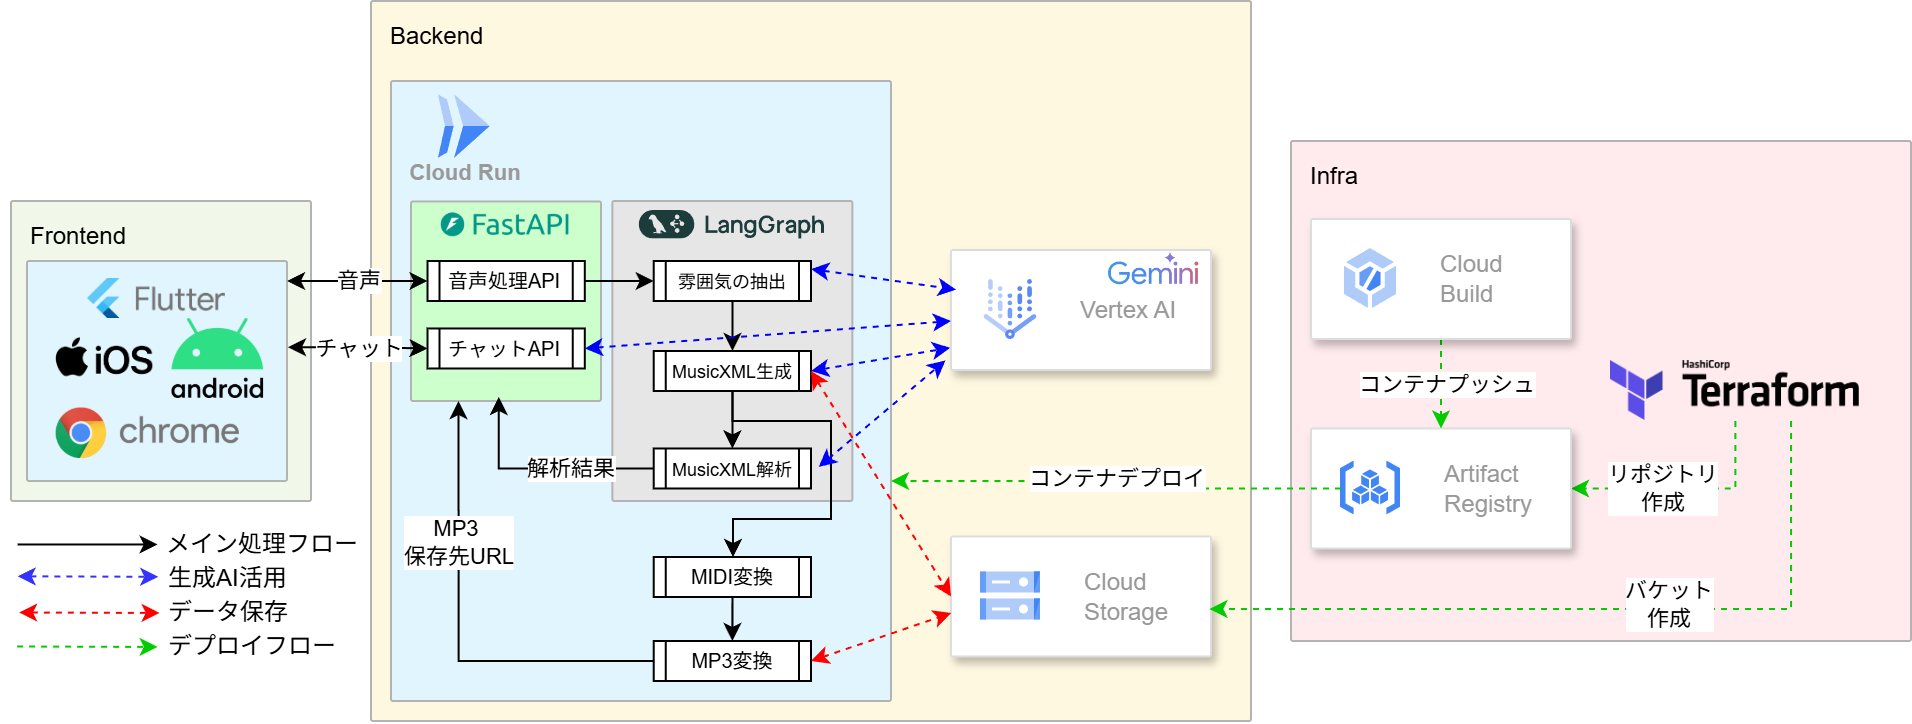 Backend
Cloud Run
FastAPI
LangGraph
Frontend
Flutter
iOS
android
chrome
音声
チャット
音声処理API
チャットAPI
雰囲気の抽出
MusicXML生成
MusicXML解析
解析結果
MP3
保存先URL
MIDI変換
MP3変換
Gemini
Vertex AI
Cloud
Storage
コンテナデプロイ
Infra
Cloud
Build
コンテナプッシュ
Artifact
Registry
HashiCorp
Terraform
リポジトリ
作成
バケット
作成
メイン処理フロー
生成AI活用
データ保存
デプロイフロー